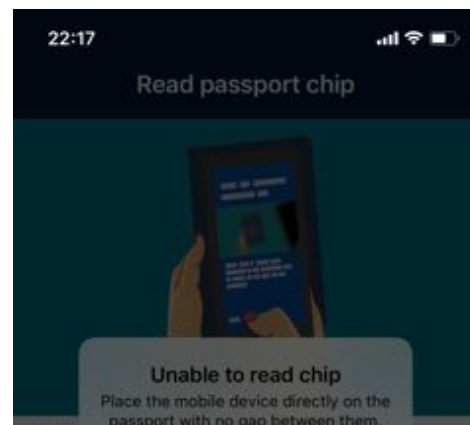 22:17
Read passport chip
Unable to read chip
Place the mobile device directly on the
passport with no gap between them.